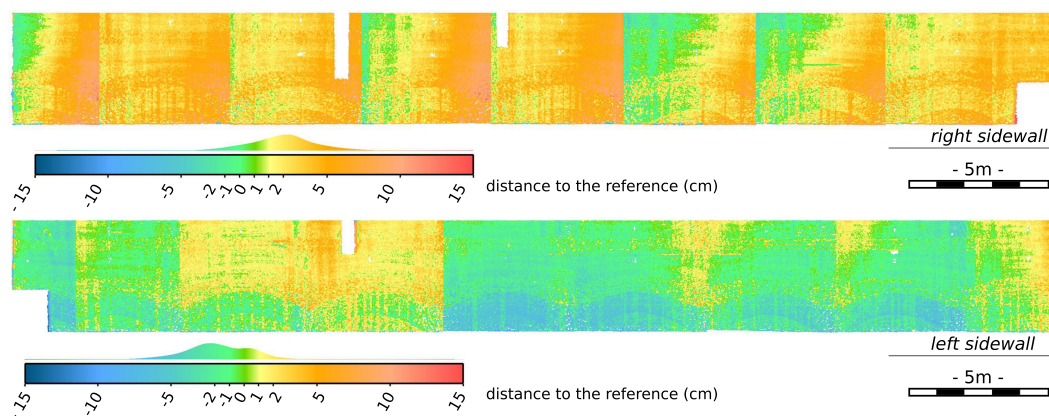 right sidewall
- 5m -
-15 -10 -5 -2 -1 0 1 2 5 10 15
distance to the reference (cm)
left sidewall
- 5m -
-15 -10 -5 -2 -1 0 1 2 5 10 15
distance to the reference (cm)